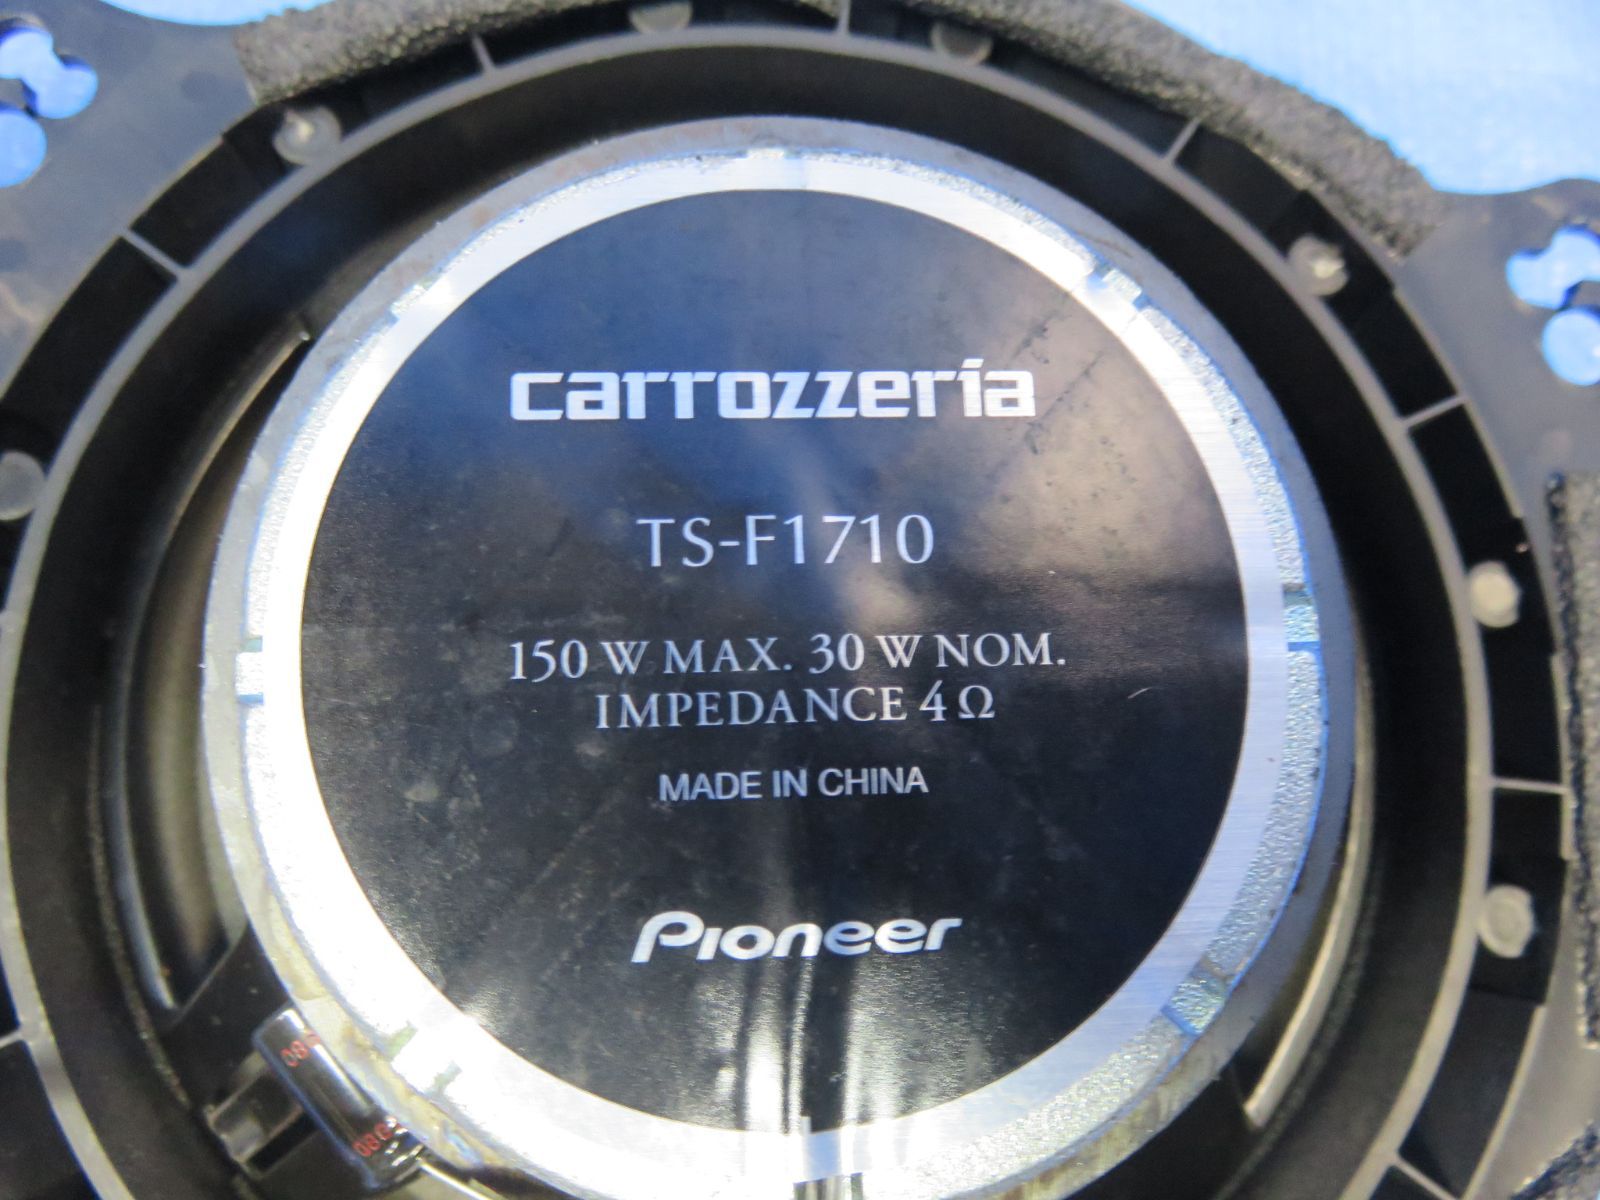 carrozzeria
TS-F1710
150 W MAX. 30 W NOM.
IMPEDANCE 4 Ω
MADE IN CHINA
Pioneer